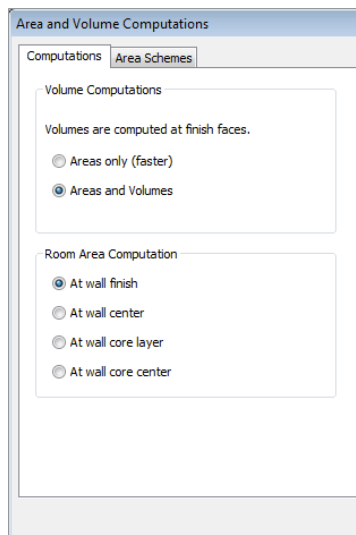 Area and Volume Computations
Computations Area Schemes
Volume Computations
Volumes are computed at finish faces.
Areas only (faster)
Areas and Volumes
Room Area Computation
At wall finish
At wall center
At wall core layer
At wall core center